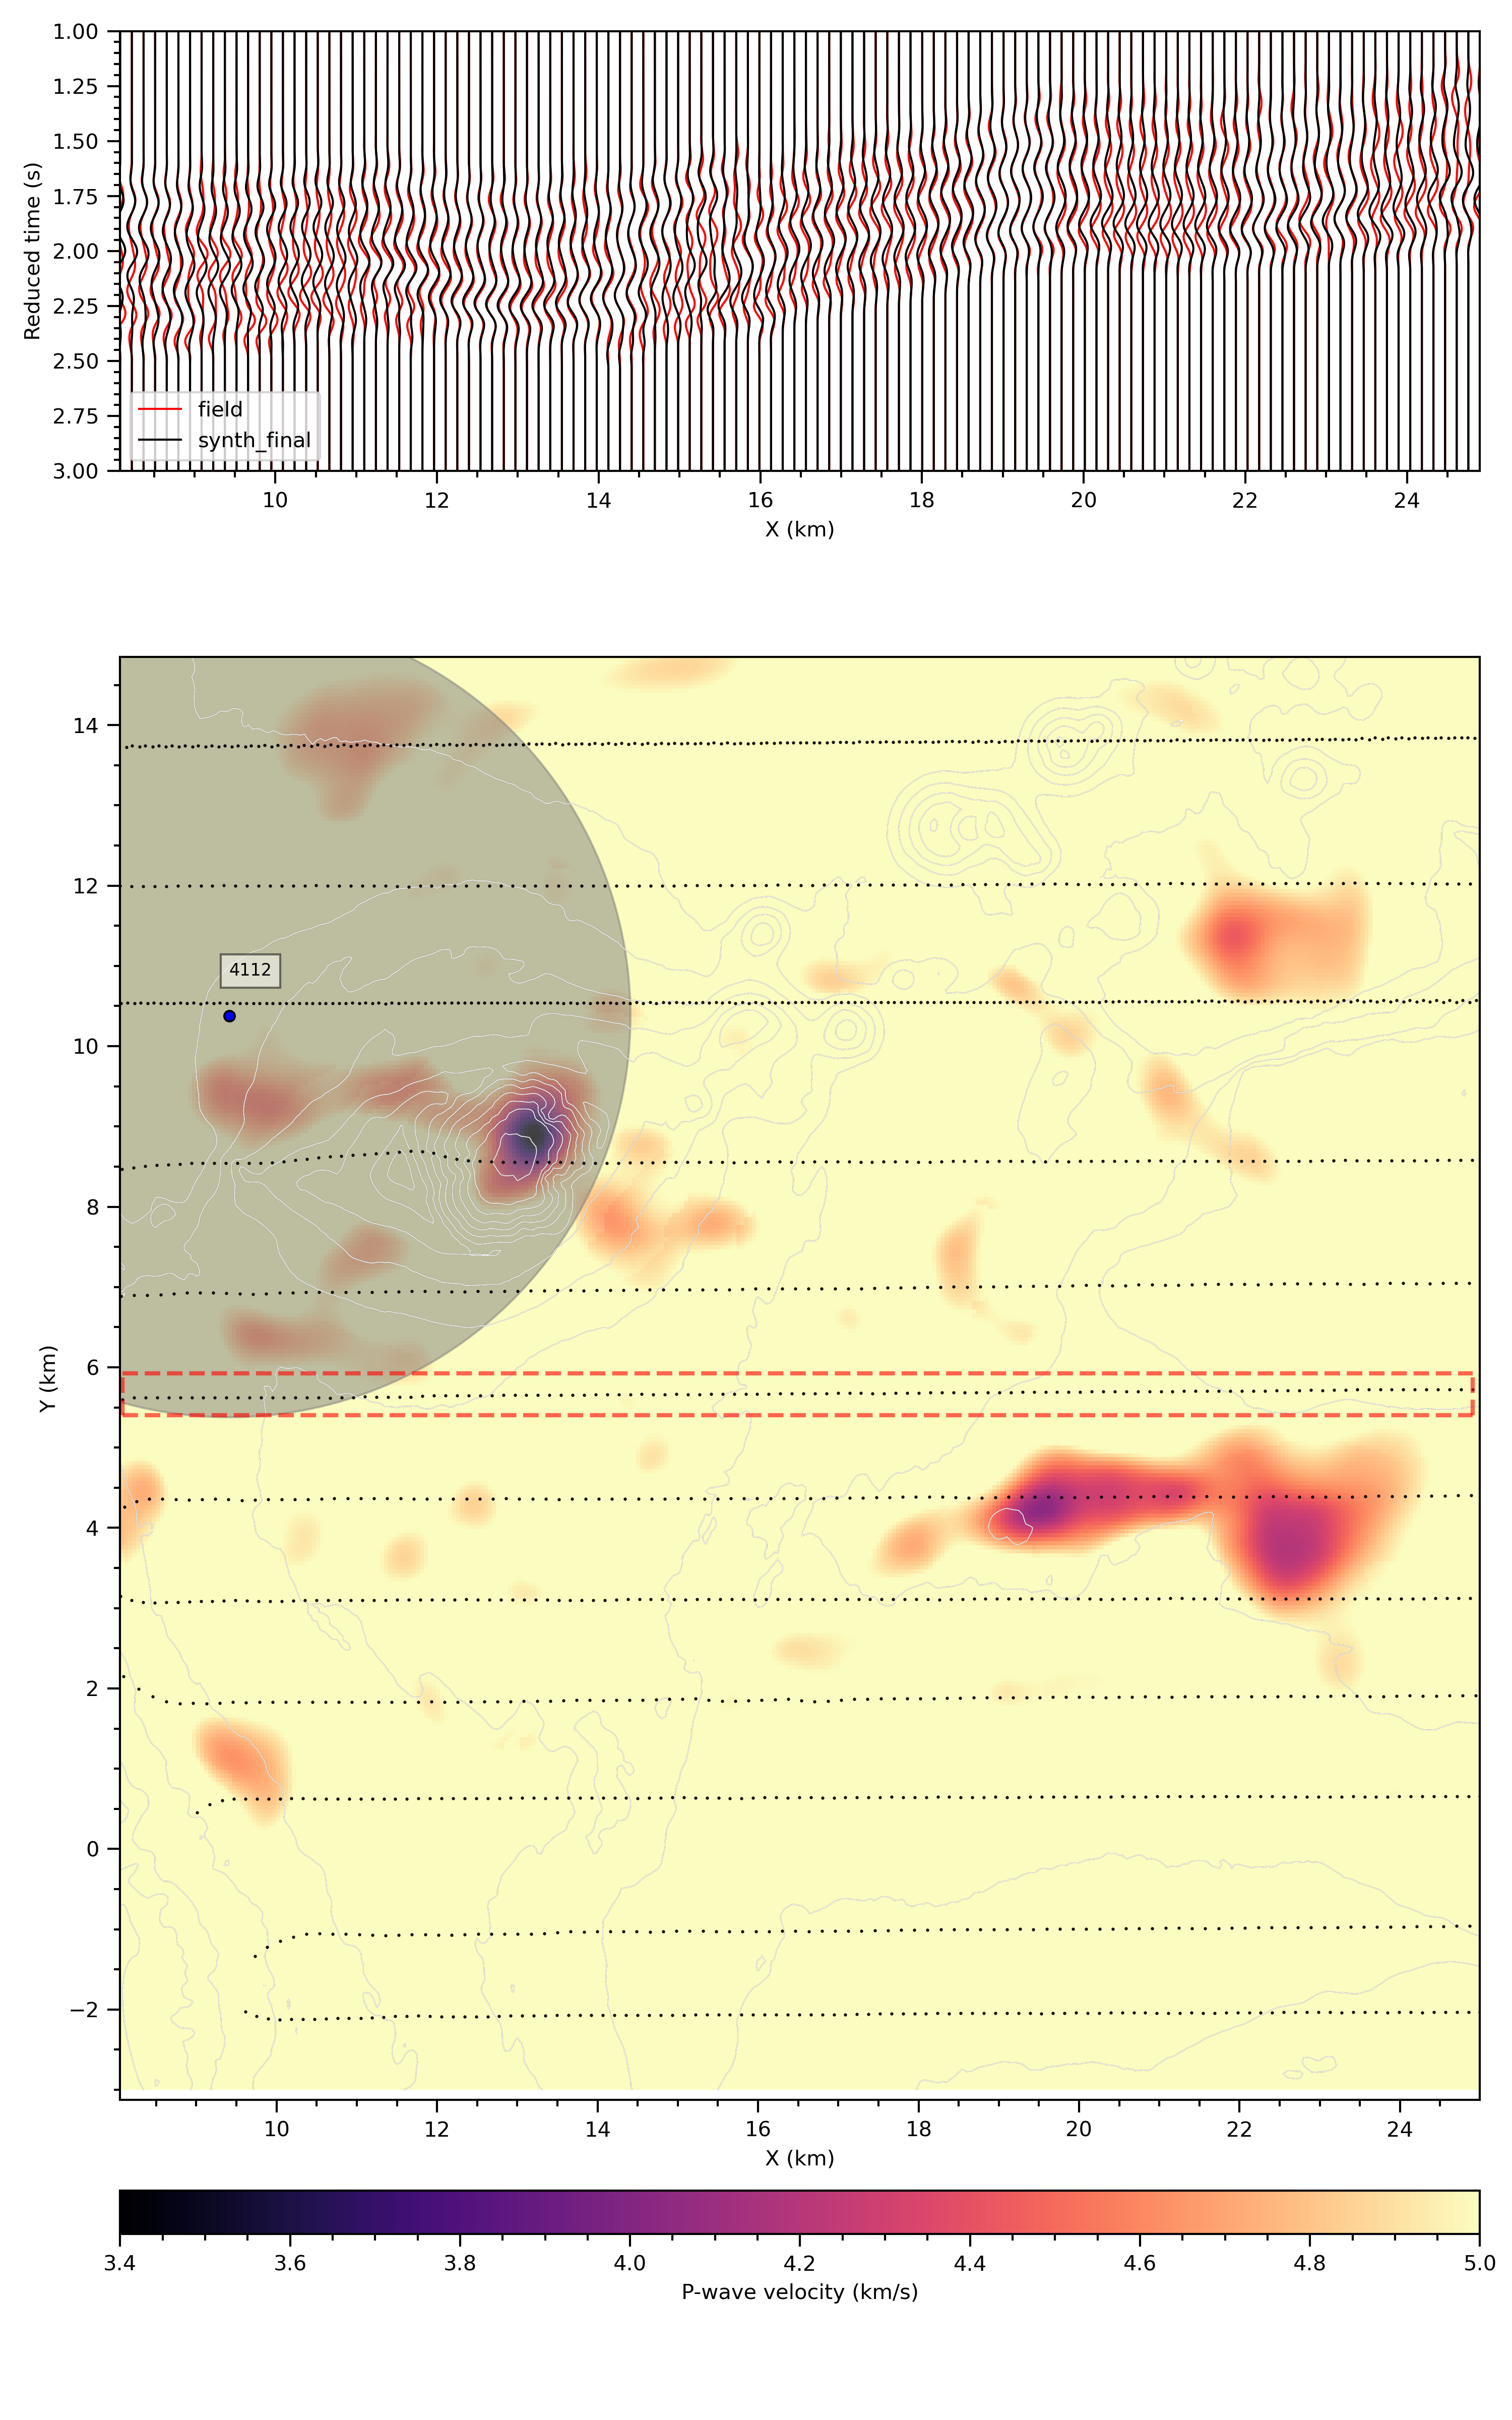 1.00
1.25
1.50
1.75
2.00
2.25
2.50
2.75
3.00
Reduced time (s)
field
synth_final
10 12 14 16 18 20 22 24
X (km)
14
12
10
8
6
4
2
0
−2
Y (km)
4112
10 12 14 16 18 20 22 24
X (km)
3.4 3.6 3.8 4.0 4.2 4.4 4.6 4.8 5.0
P-wave velocity (km/s)